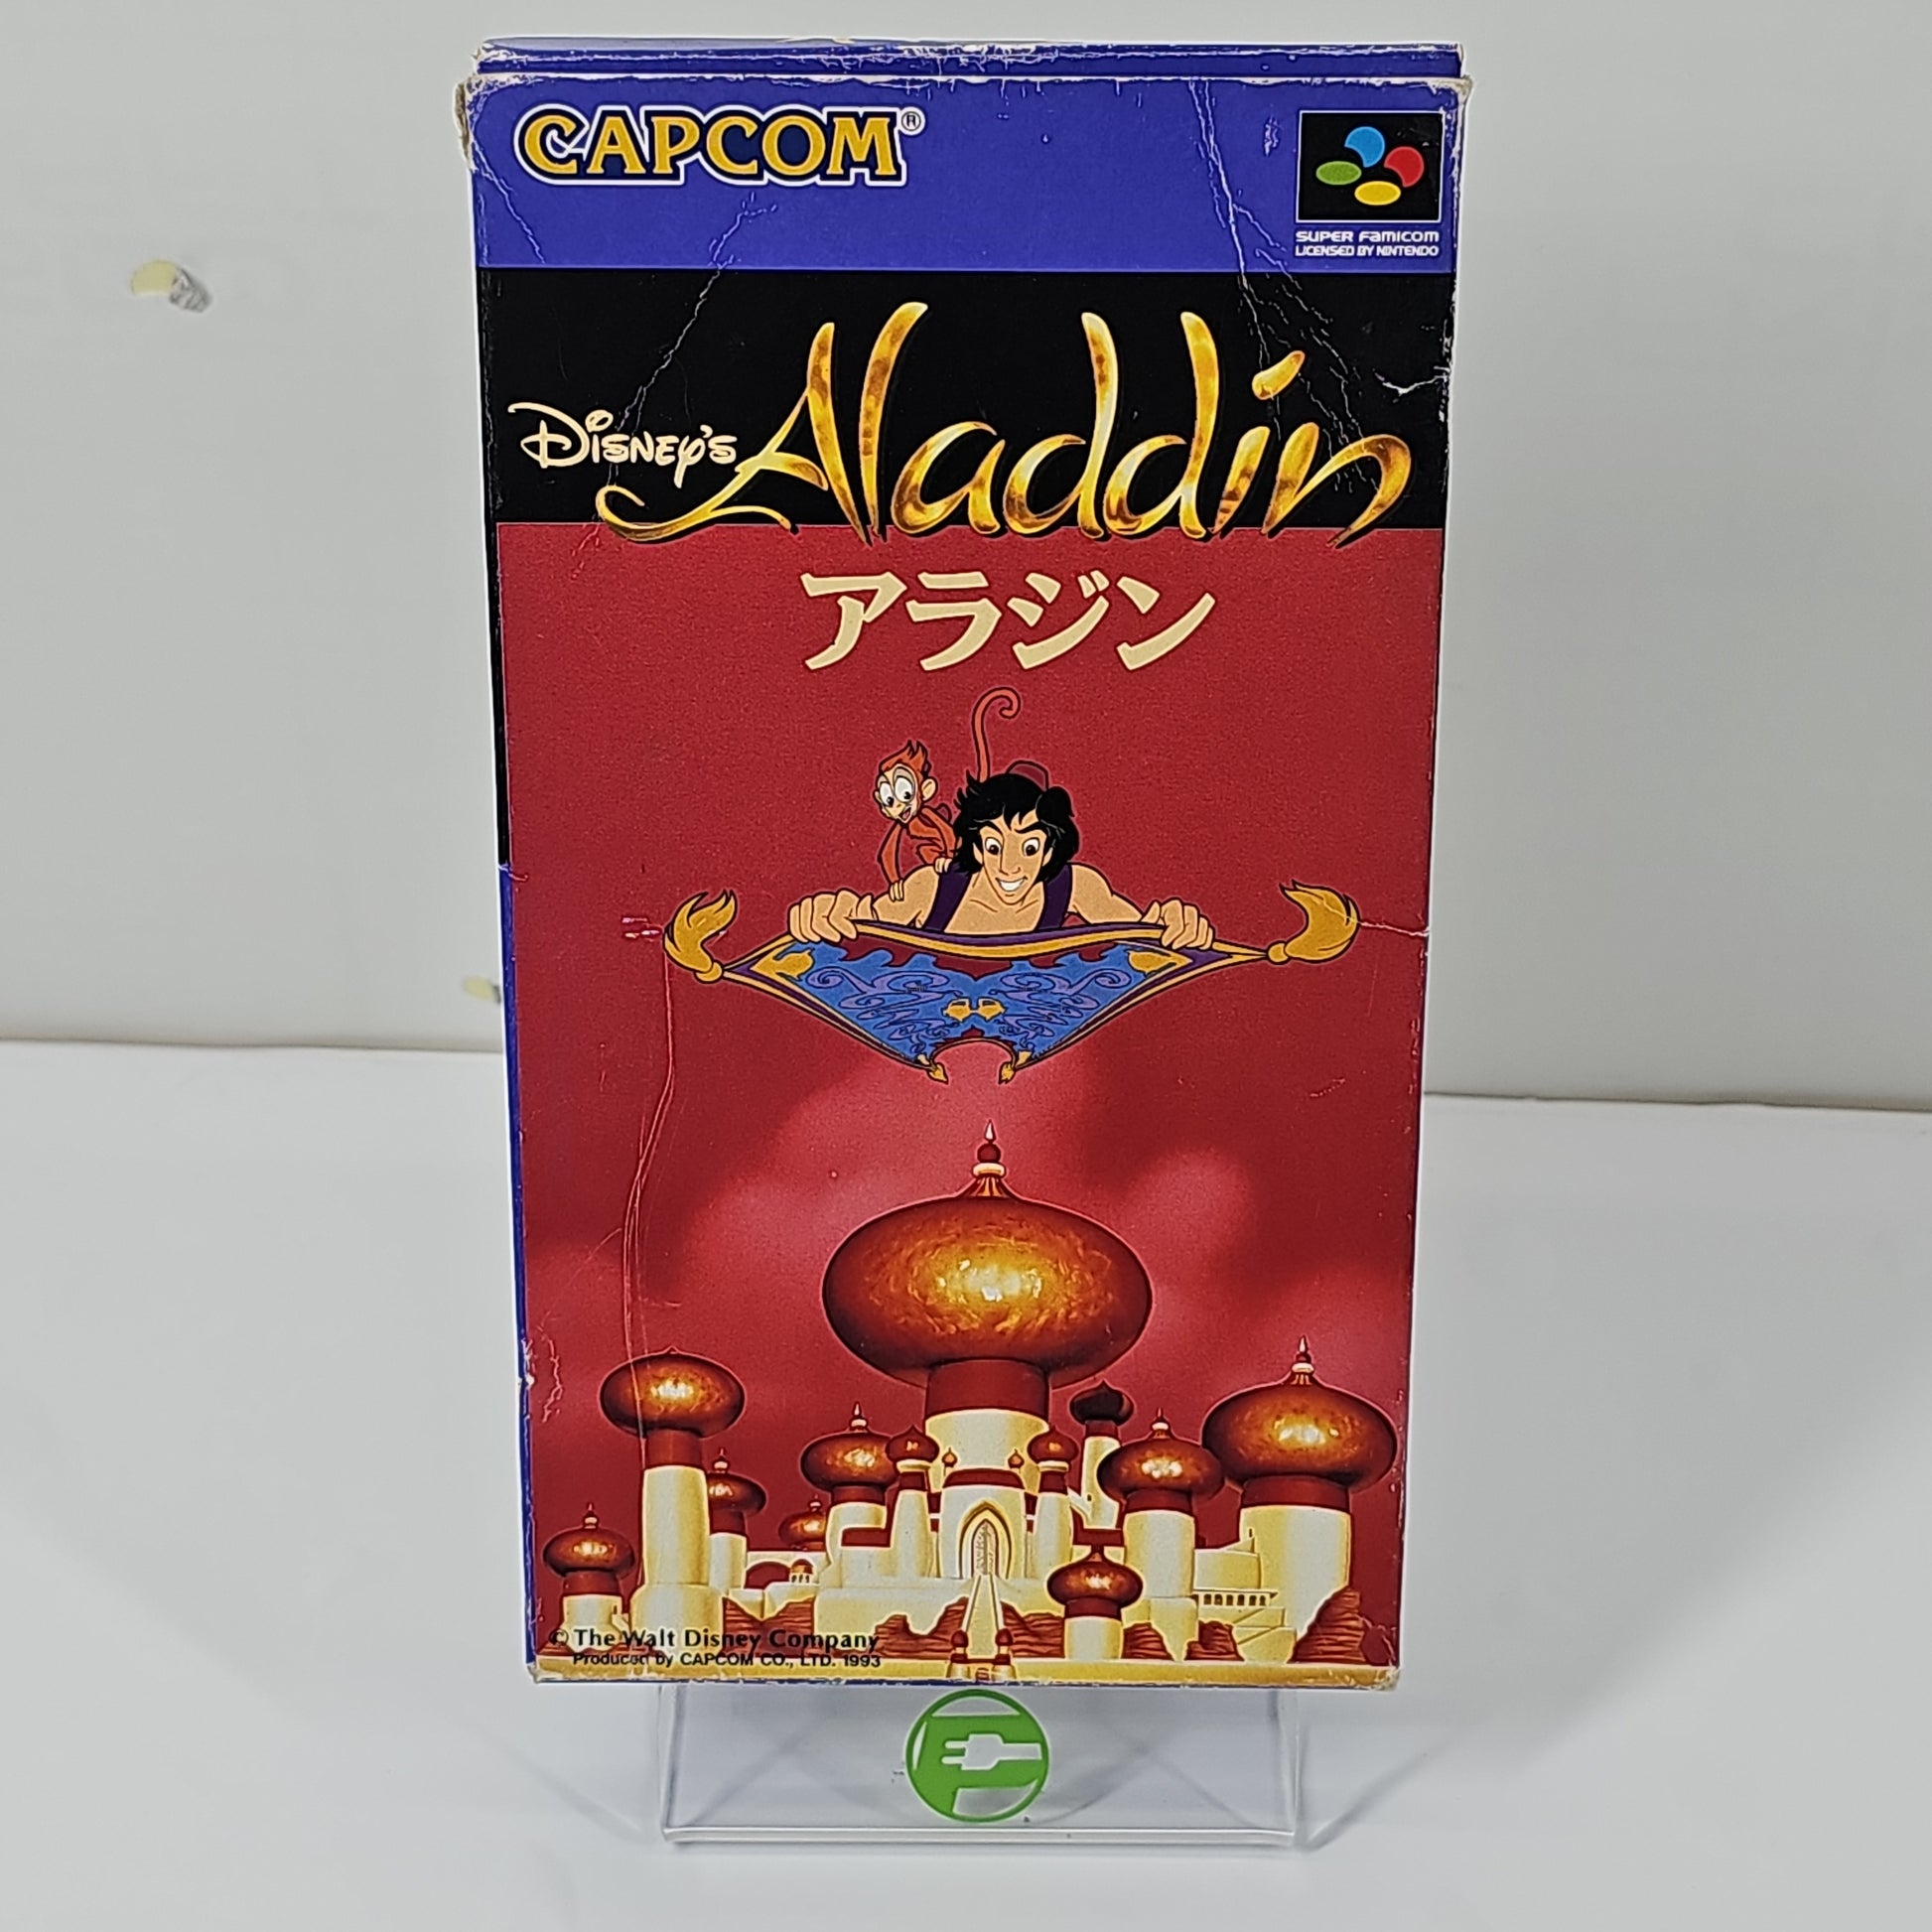 CAPCOM®
SUPER FAMICOM
LICENSED BY NINTENDO
DISNEY'S Aladdin
アラジン
© The Walt Disney Company
Produced by CAPCOM CO., LTD. 1993